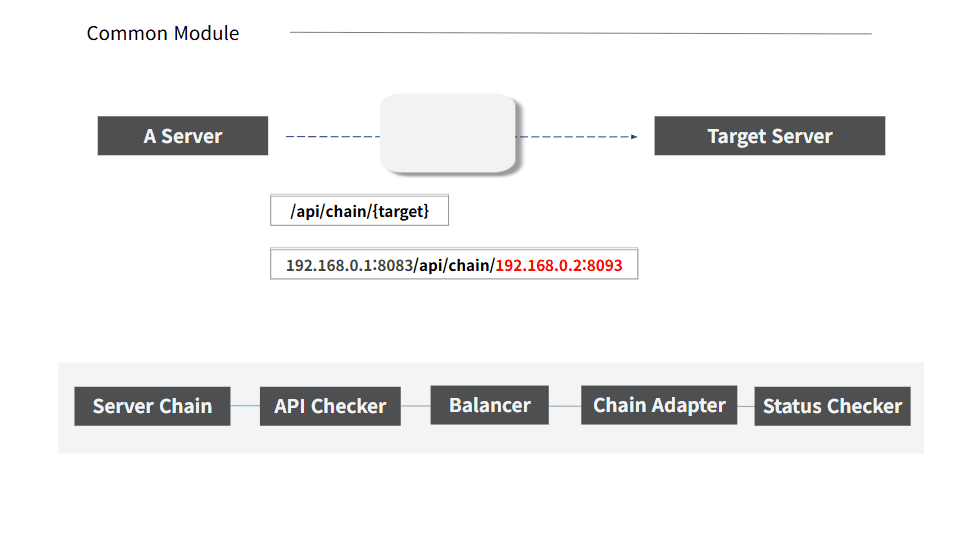 Common Module
A Server
Target Server
/api/chain/{target}
192.168.0.1:8083/api/chain/192.168.0.2:8093
Server Chain
API Checker
Balancer
Chain Adapter
Status Checker